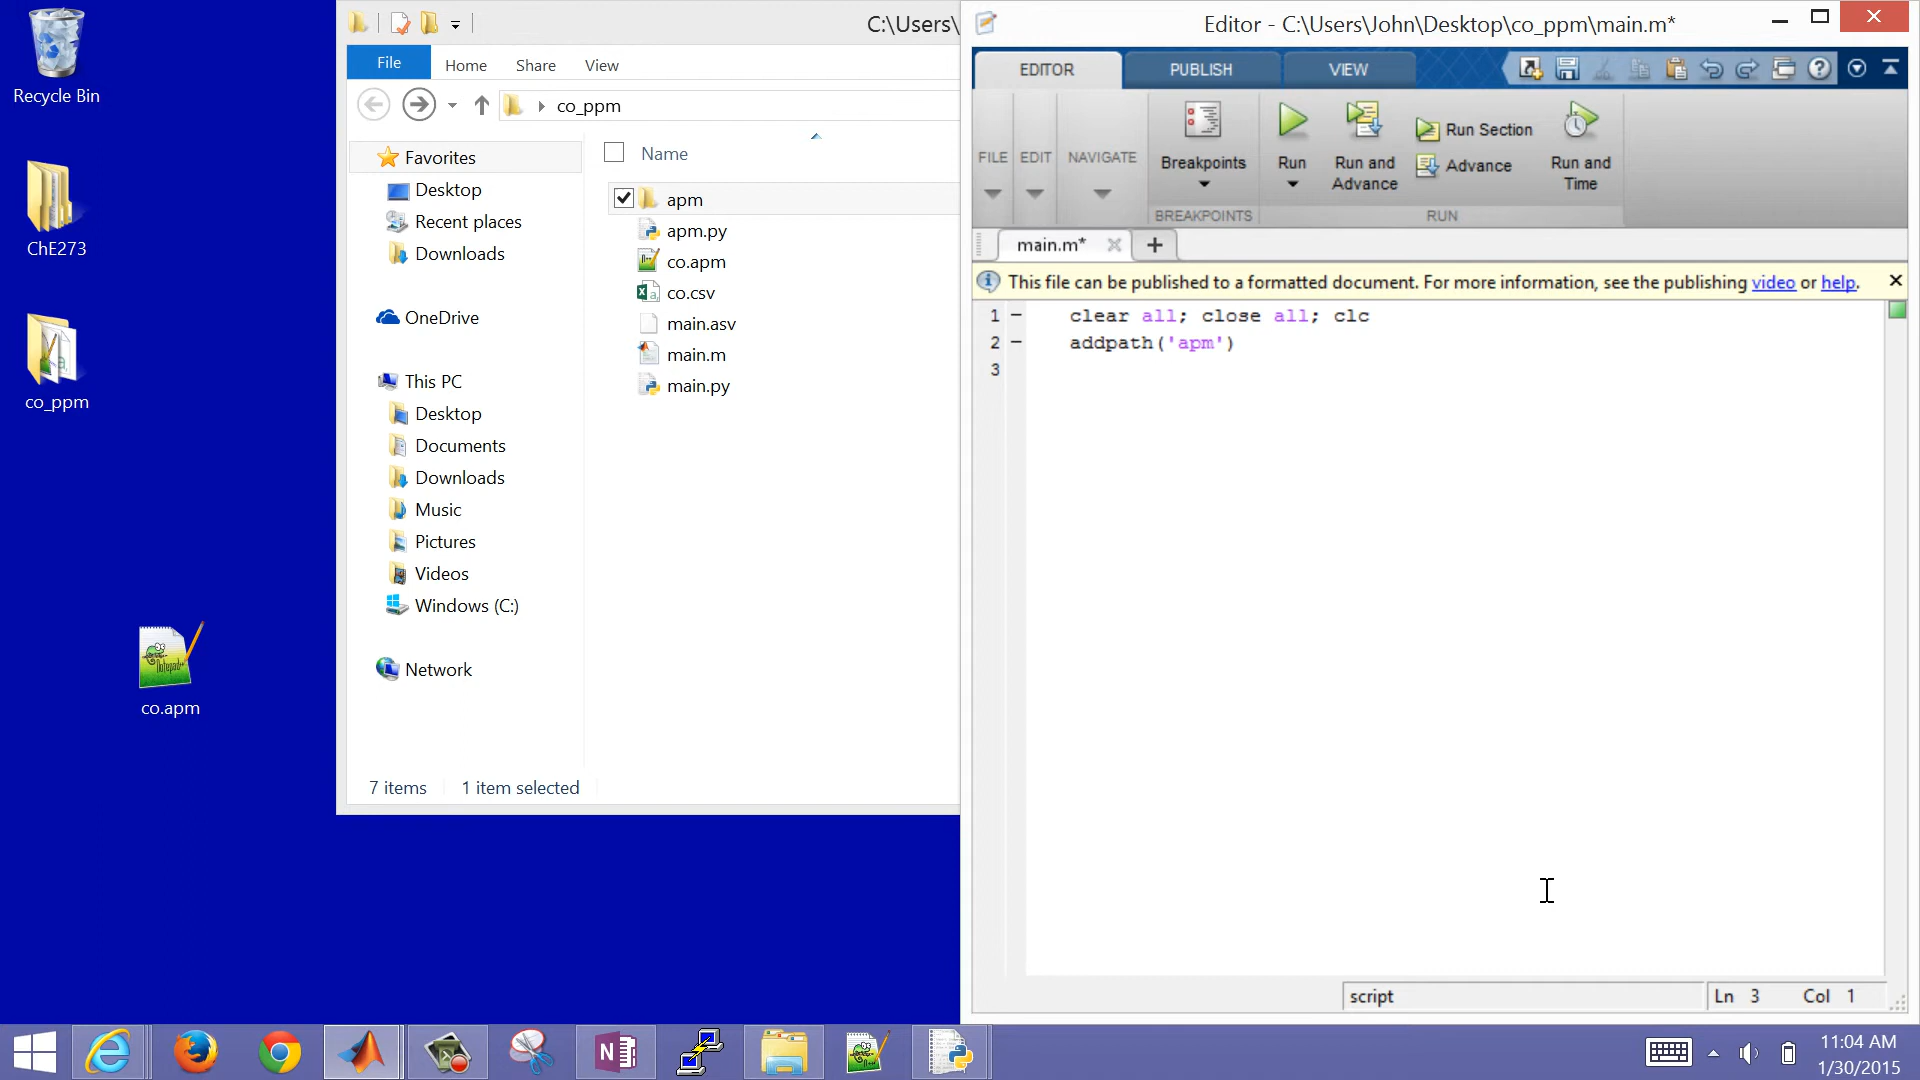 Recycle Bin
ChE273
co_ppm
co.apm
C:\Users\
File
Home
Share
View
co_ppm
Favorites
Desktop
Recent places
Downloads
OneDrive
This PC
Desktop
Documents
Downloads
Music
Pictures
Videos
Windows (C:)
Network
Name
apm
apm.py
co.apm
co.csv
main.asv
main.m
main.py
7 items
1 item selected
Editor - C:\Users\John\Desktop\co_ppm\main.m*
EDITOR
PUBLISH
VIEW
FILE
EDIT
NAVIGATE
Breakpoints
BREAKPOINTS
Run
Run and
Advance
Run Section
Advance
Run and
Time
RUN
main.m*
This file can be published to a formatted document. For more information, see the publishing video or help.
1 clear all; close all; clc
2 addpath('apm')
3
script
Ln 3 Col 1
11:04 AM
1/30/2015